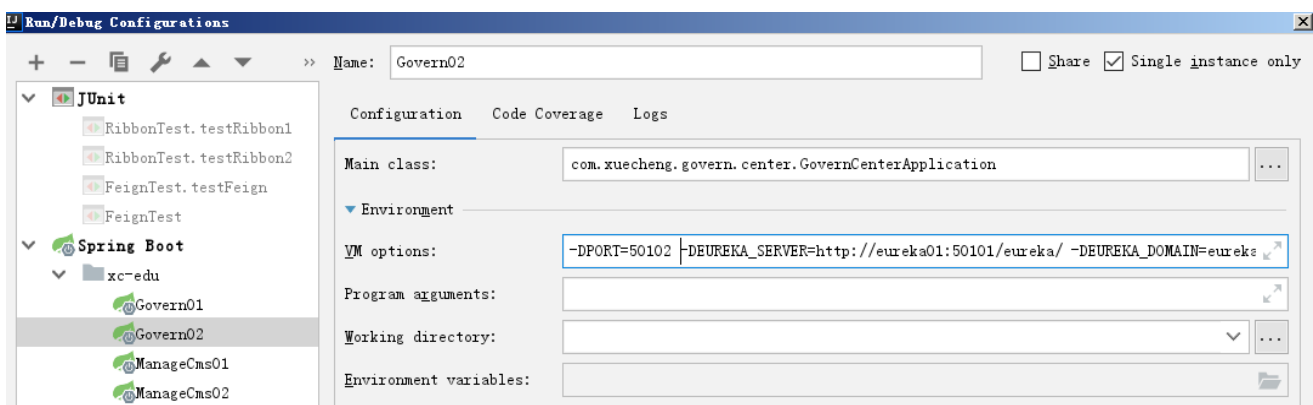 Run/Debug Configurations
Name: Govern02
Share
Single instance only
JUnit
RibbonTest.testRibbon1
RibbonTest.testRibbon2
FeignTest.testFeign
FeignTest
Spring Boot
xc-edu
Govern01
Govern02
ManageCms01
ManageCms02
Configuration Code Coverage Logs
Main class: com.xuecheng.govern.center.GovernCenterApplication ...
Environment
VM options: -DPORT=50102 -DEUREKA_SERVER=http://eureka01:50101/eureka/ -DEUREKA_DOMAIN=eureka
Program arguments:
Working directory: ...
Environment variables: